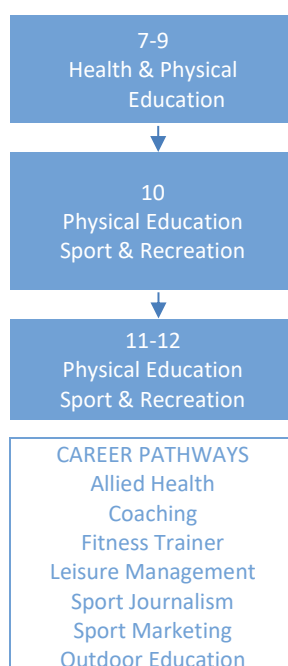 7-9
Health & Physical
Education
10
Physical Education
Sport & Recreation
11-12
Physical Education
Sport & Recreation
CAREER PATHWAYS
Allied Health
Coaching
Fitness Trainer
Leisure Management
Sport Journalism
Sport Marketing
Outdoor Education